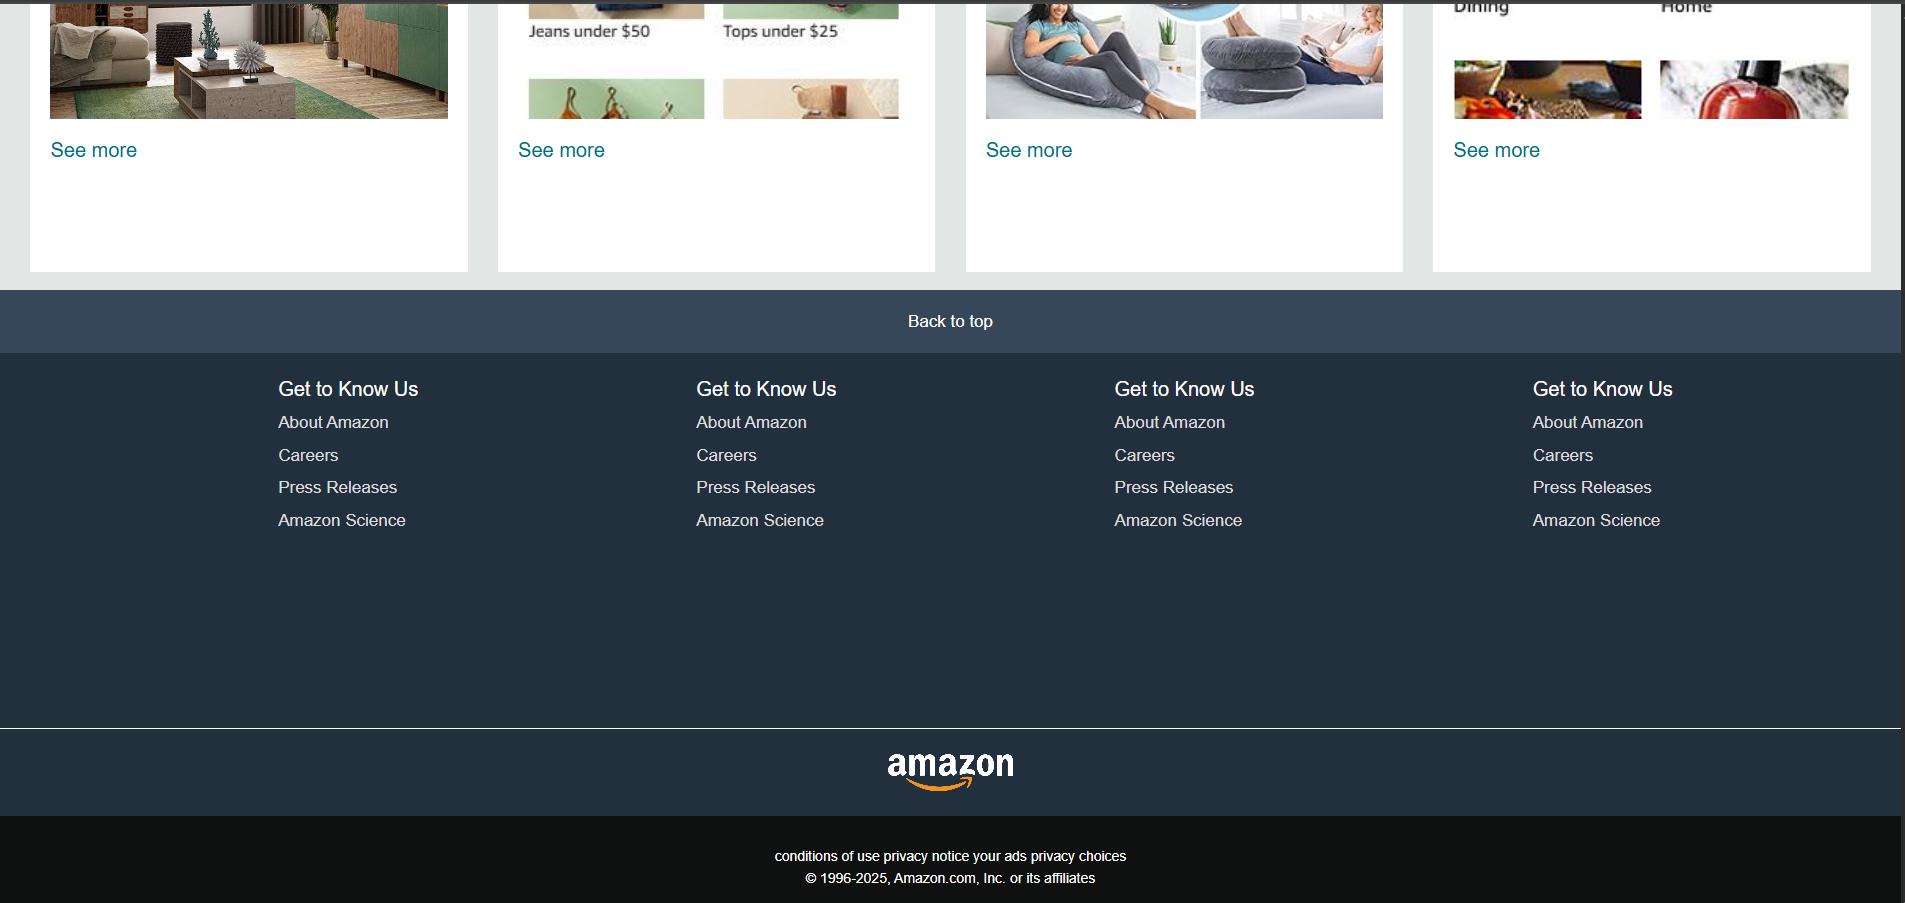 Jeans under $50
Tops under $25
Dining
Home
See more
See more
See more
See more
Back to top
Get to Know Us
About Amazon
Careers
Press Releases
Amazon Science
Get to Know Us
About Amazon
Careers
Press Releases
Amazon Science
Get to Know Us
About Amazon
Careers
Press Releases
Amazon Science
Get to Know Us
About Amazon
Careers
Press Releases
Amazon Science
amazon
conditions of use privacy notice your ads privacy choices
© 1996-2025, Amazon.com, Inc. or its affiliates